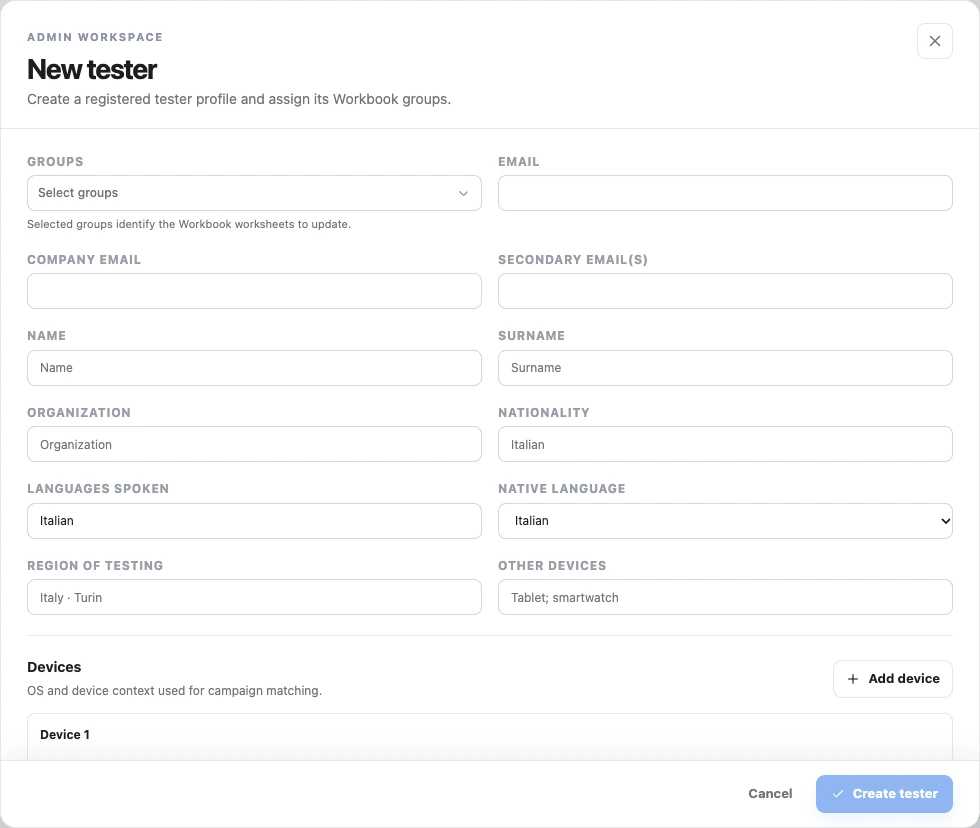 ADMIN WORKSPACE
New tester
Create a registered tester profile and assign its Workbook groups.
GROUPS
Select groups
Selected groups identify the Workbook worksheets to update.
EMAIL
COMPANY EMAIL
SECONDARY EMAIL(S)
NAME
Name
SURNAME
Surname
ORGANIZATION
Organization
NATIONALITY
Italian
LANGUAGES SPOKEN
Italian
NATIVE LANGUAGE
Italian
REGION OF TESTING
Italy · Turin
OTHER DEVICES
Tablet; smartwatch
Devices
OS and device context used for campaign matching.
Add device
Device 1
Cancel
Create tester